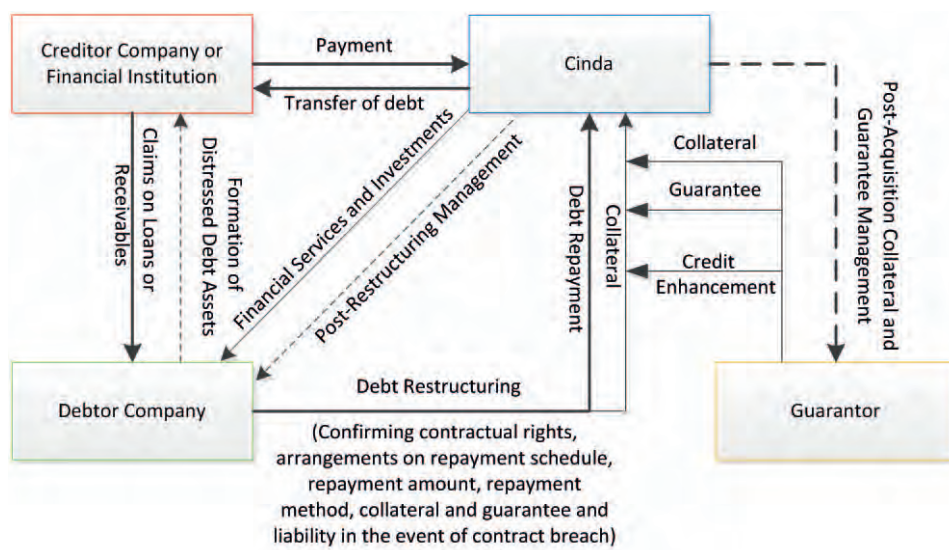 Creditor Company or
Financial Institution
Payment
Transfer of debt
Cinda
Claims on Loans or
Receivables
Formation of
Distressed Debt Assets
Financial Services and Investments
Post-Restructuring Management
Debt Repayment
Collateral
Collateral
Guarantee
Credit
Enhancement
Post-Acquisition Collateral and
Guarantee Management
Debtor Company
Debt Restructuring
(Confirming contractual rights,
arrangements on repayment schedule,
repayment amount, repayment
method, collateral and guarantee and
liability in the event of contract breach)
Guarantor